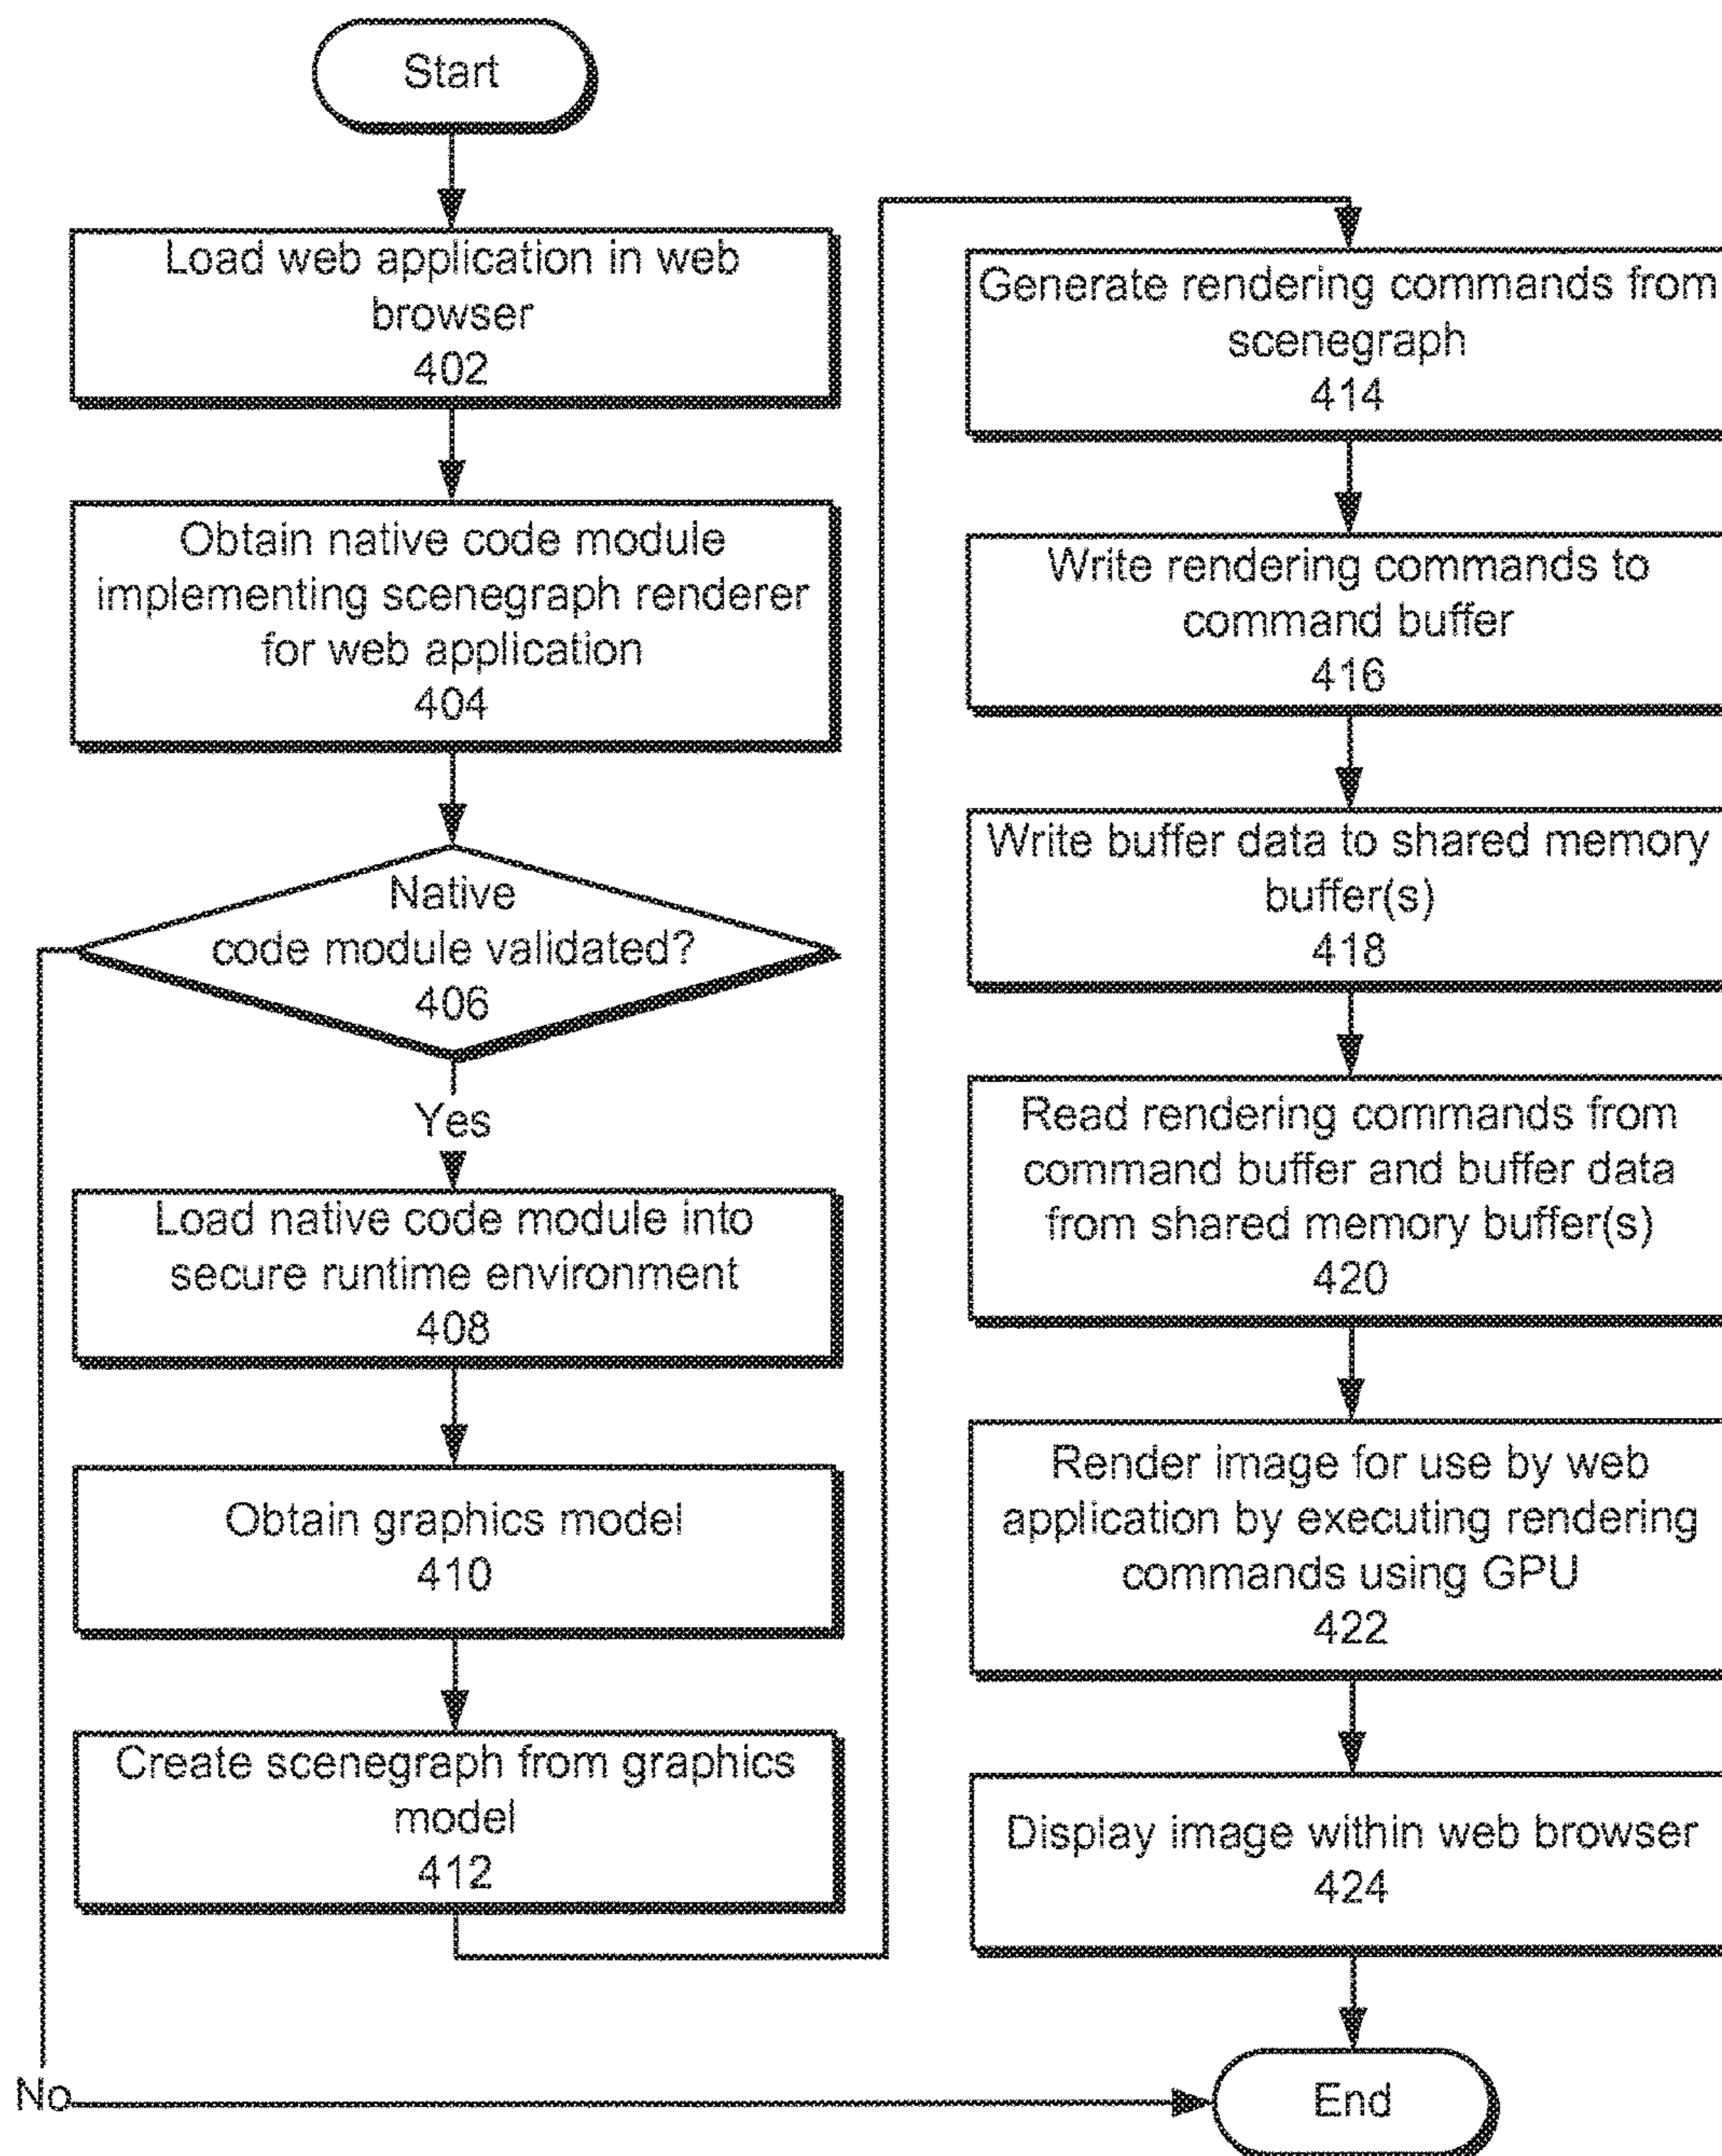 Start
Load web application in web
browser
402
Obtain native code module
implementing scenegraph renderer
for web application
404
Native
code module validated?
406
Yes
Load native code module into
secure runtime environment
408
Obtain graphics model
410
Create scenegraph from graphics
model
412
No
Generate rendering commands from
scenegraph
414
Write rendering commands to
command buffer
416
Write buffer data to shared memory
buffer(s)
418
Read rendering commands from
command buffer and buffer data
from shared memory buffer(s)
420
Render image for use by web
application by executing rendering
commands using GPU
422
Display image within web browser
424
End